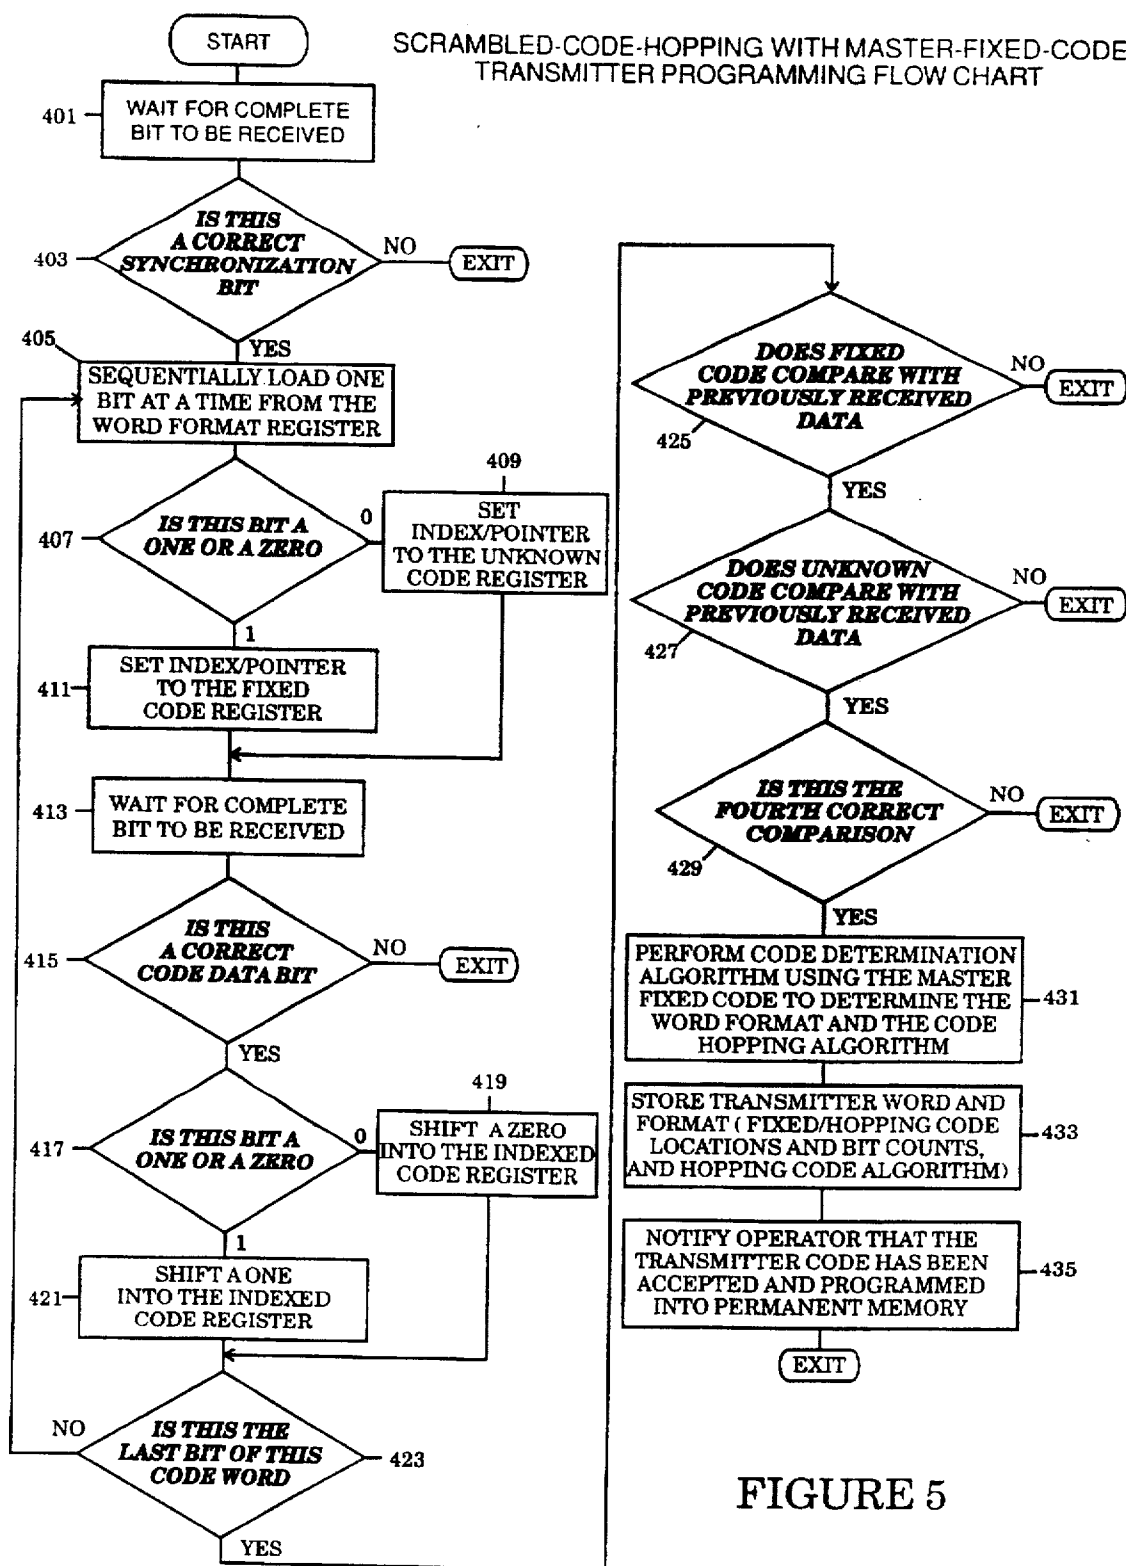 START
SCRAMBLED-CODE-HOPPING WITH MASTER-FIXED-CODE
TRANSMITTER PROGRAMMING FLOW CHART
401
WAIT FOR COMPLETE
BIT TO BE RECEIVED
403
IS THIS
A CORRECT
SYNCHRONIZATION
BIT
NO
EXIT
YES
405
SEQUENTIALLY LOAD ONE
BIT AT A TIME FROM THE
WORD FORMAT REGISTER
407
IS THIS BIT A
ONE OR A ZERO
0
409
SET
INDEX/POINTER
TO THE UNKNOWN
CODE REGISTER
1
411
SET INDEX/POINTER
TO THE FIXED
CODE REGISTER
413
WAIT FOR COMPLETE
BIT TO BE RECEIVED
415
IS THIS
A CORRECT
CODE DATA BIT
NO
EXIT
YES
417
IS THIS BIT A
ONE OR A ZERO
0
419
SHIFT A ZERO
INTO THE INDEXED
CODE REGISTER
1
421
SHIFT A ONE
INTO THE INDEXED
CODE REGISTER
NO
IS THIS THE
LAST BIT OF THIS
CODE WORD
423
YES
DOES FIXED
CODE COMPARE WITH
PREVIOUSLY RECEIVED
DATA
NO
EXIT
425
YES
DOES UNKNOWN
CODE COMPARE WITH
PREVIOUSLY RECEIVED
DATA
NO
EXIT
427
YES
IS THIS THE
FOURTH CORRECT
COMPARISON
NO
EXIT
429
YES
PERFORM CODE DETERMINATION
ALGORITHM USING THE MASTER
FIXED CODE TO DETERMINE THE
WORD FORMAT AND THE CODE
HOPPING ALGORITHM
431
STORE TRANSMITTER WORD AND
FORMAT ( FIXED/HOPPING CODE
LOCATIONS AND BIT COUNTS,
AND HOPPING CODE ALGORITHM)
433
NOTIFY OPERATOR THAT THE
TRANSMITTER CODE HAS BEEN
ACCEPTED AND PROGRAMMED
INTO PERMANENT MEMORY
435
EXIT
FIGURE 5